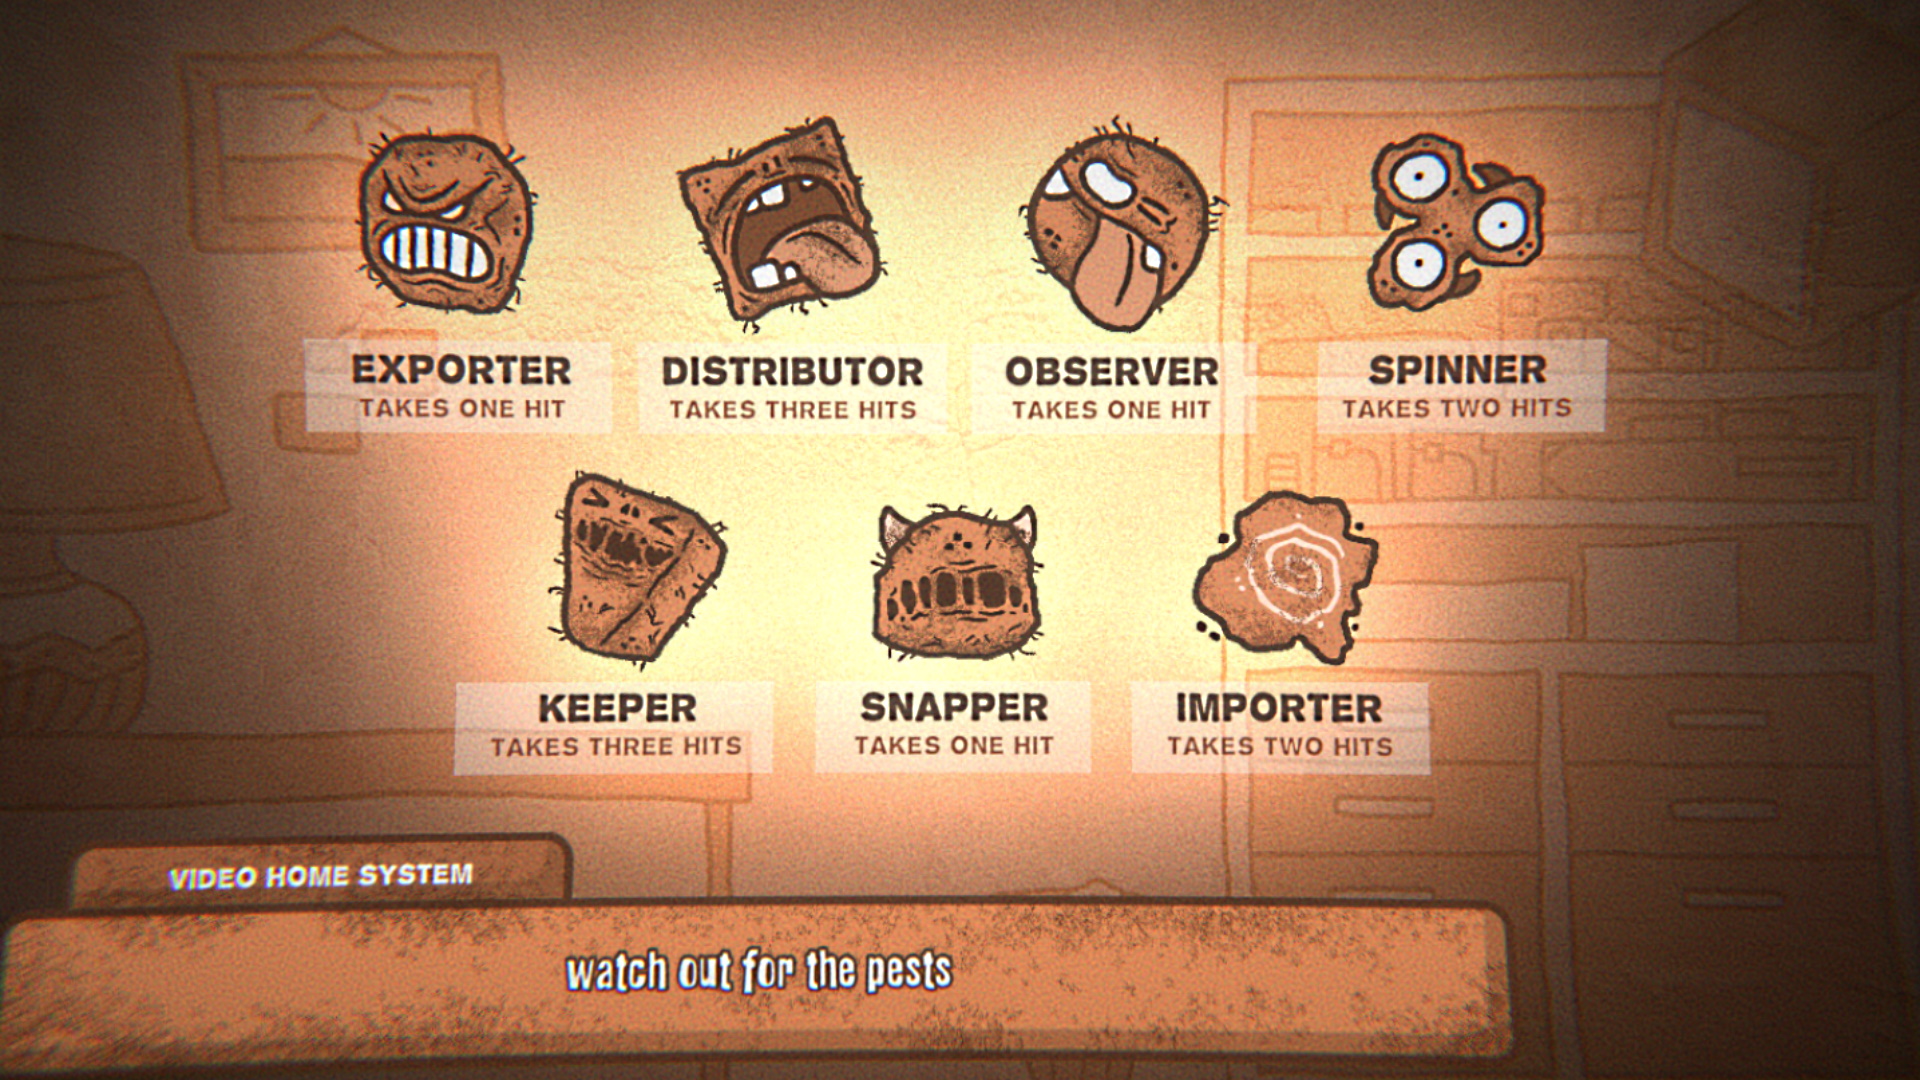 EXPORTER
TAKES ONE HIT
DISTRIBUTOR
TAKES THREE HITS
OBSERVER
TAKES ONE HIT
SPINNER
TAKES TWO HITS
KEEPER
TAKES THREE HITS
SNAPPER
TAKES ONE HIT
IMPORTER
TAKES TWO HITS
VIDEO HOME SYSTEM
watch out for the pests